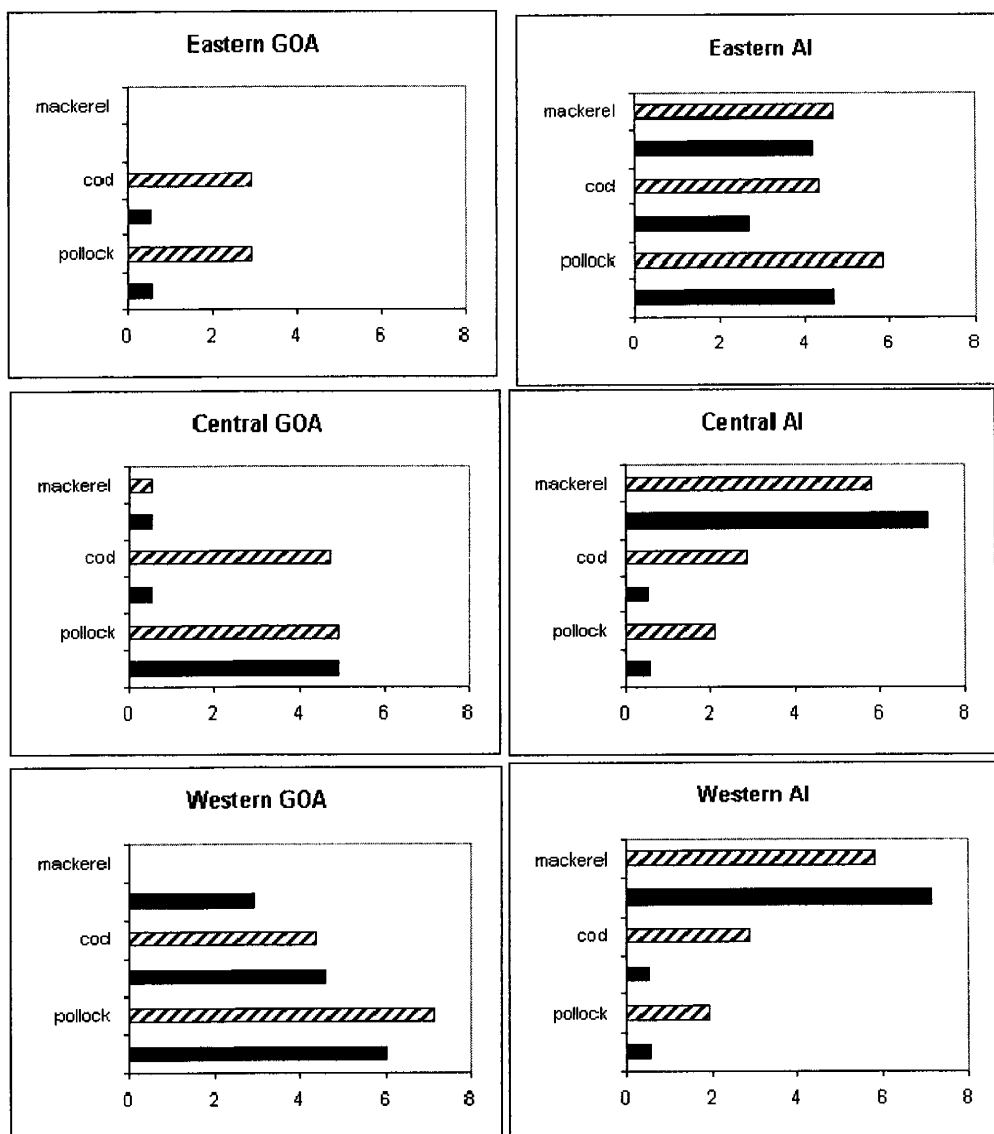 Eastern GOA
mackerel
cod
pollock
0 2 4 6 8
Eastern AI
mackerel
cod
pollock
0 2 4 6 8
Central GOA
mackerel
cod
pollock
0 2 4 6 8
Central AI
mackerel
cod
pollock
0 2 4 6 8
Western GOA
mackerel
cod
pollock
0 2 4 6 8
Western AI
mackerel
cod
pollock
0 2 4 6 8